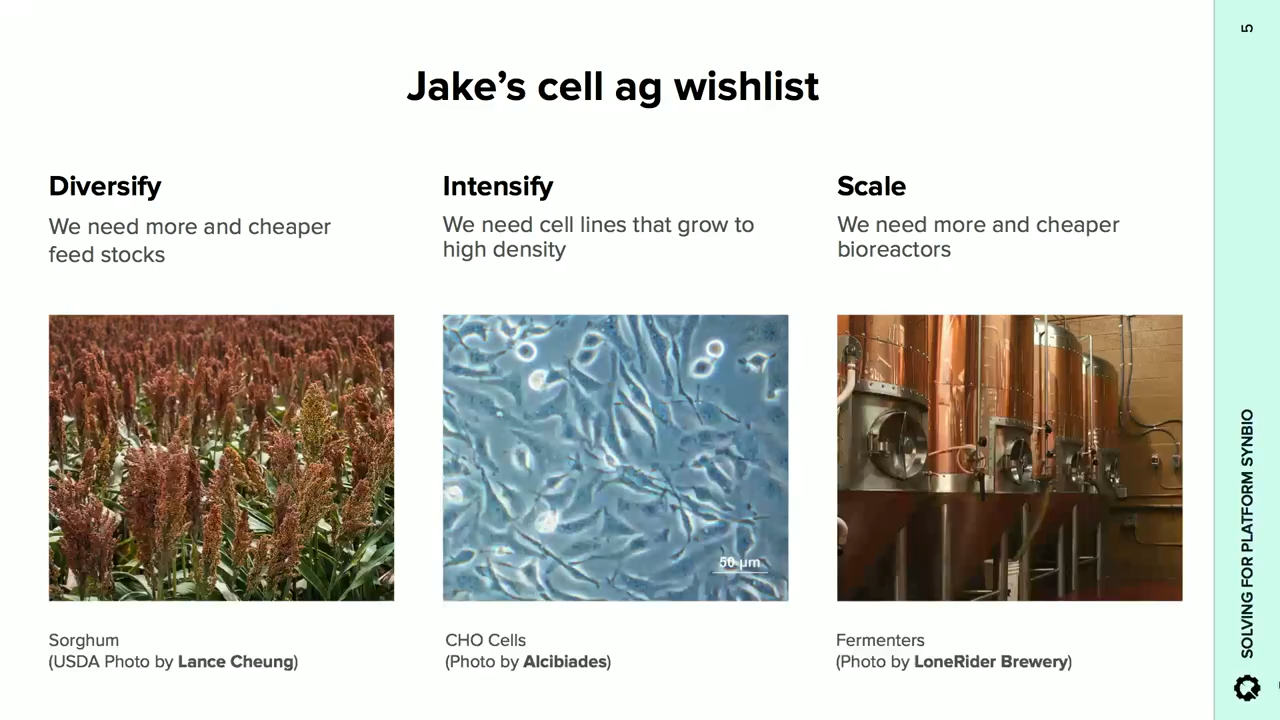 Jake’s cell ag wishlist
Diversify
We need more and cheaper
feed stocks
Intensify
We need cell lines that grow to
high density
Scale
We need more and cheaper
bioreactors
50 µm
Sorghum
(USDA Photo by Lance Cheung)
CHO Cells
(Photo by Alcibiades)
Fermenters
(Photo by LoneRider Brewery)
5
SOLVING FOR PLATFORM SYNBIO